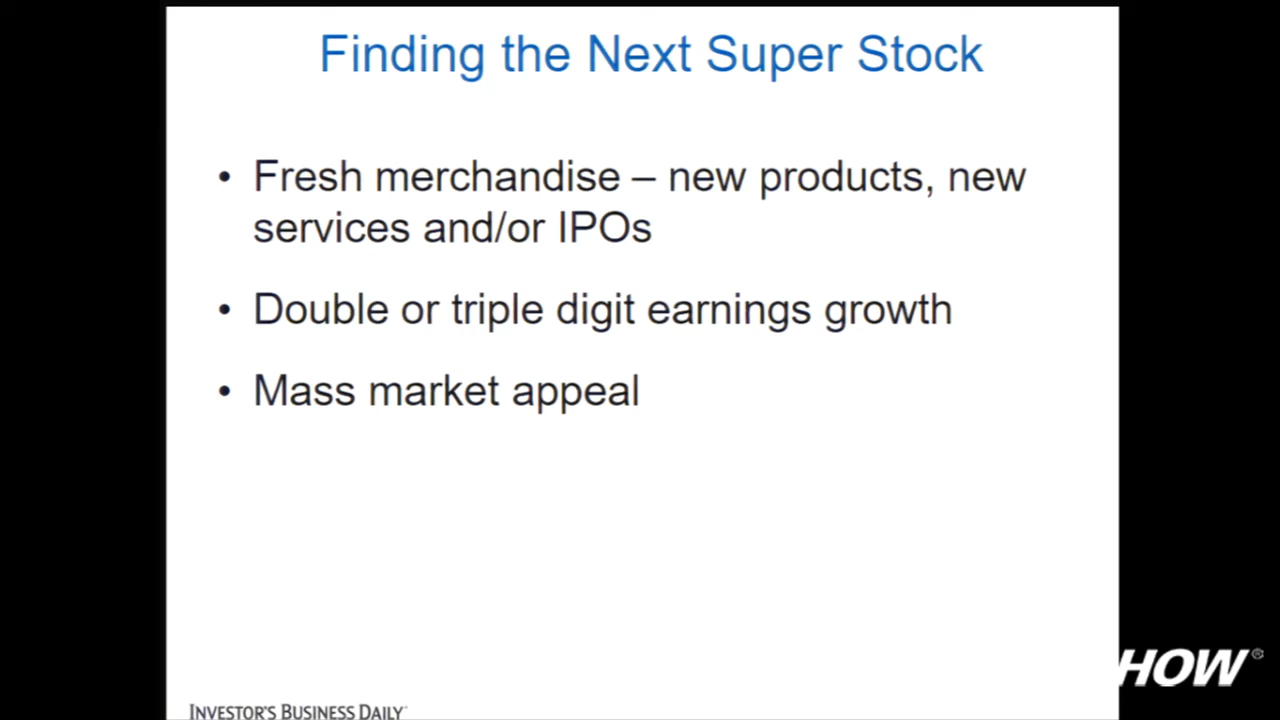 Finding the Next Super Stock
• Fresh merchandise – new products, new
services and/or IPOs
• Double or triple digit earnings growth
• Mass market appeal
HOW®
INVESTOR'S BUSINESS DAILY